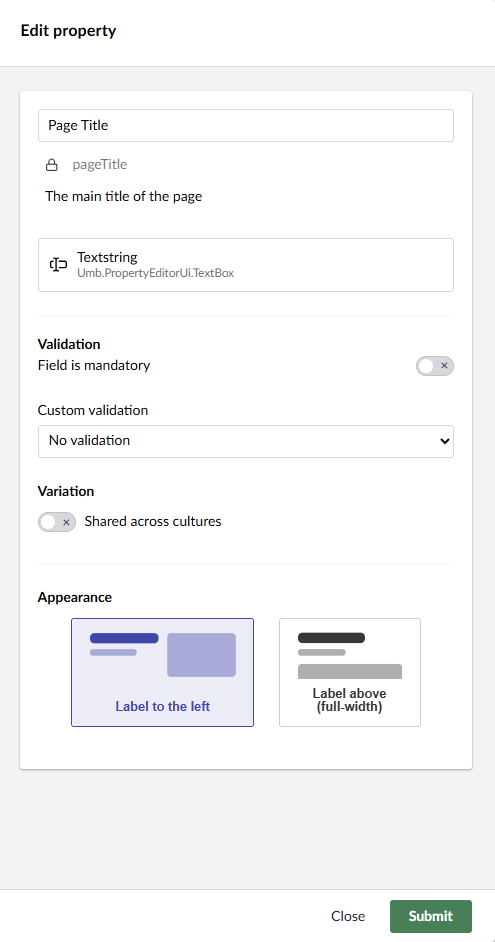 Edit property
Page Title
pageTitle
The main title of the page
Textstring
Umb.PropertyEditorUi.TextBox
Validation
Field is mandatory
Custom validation
No validation
Variation
Shared across cultures
Appearance
Label to the left
Label above
(full-width)
Close
Submit